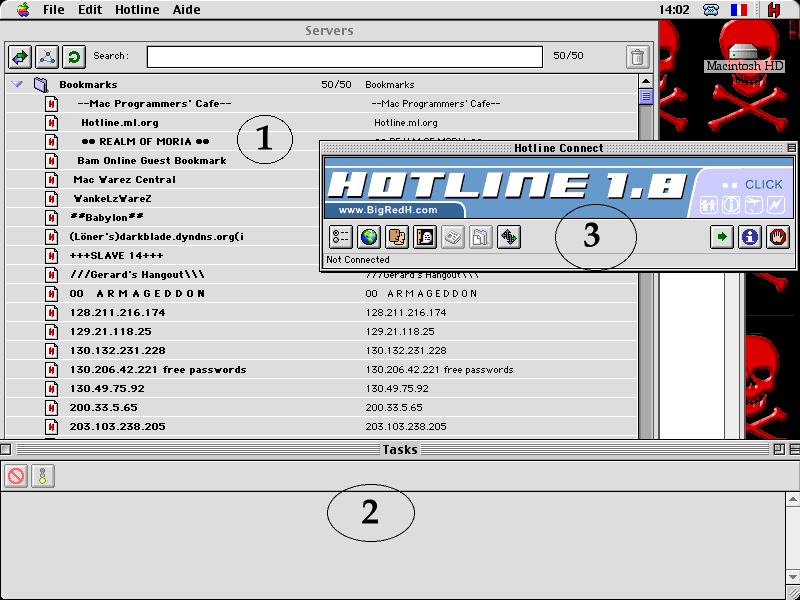 File Edit Hotline Aide 14:02
Servers
Search: 50/50
Macintosh HD
Bookmarks 50/50 Bookmarks
--Mac Programmers' Cafe-- --Mac Programmers' Cafe--
Hotline.ml.org Hotline.ml.org
●● REALM OF MORIA ●●
1
Bam Online Guest Bookmark
Mac Warez Central
WankeLzWareZ
**Babylon**
(Löner's)darkblade.dyndns.org(i
+++SLAVE 14+++
///Gerard's Hangout\\\ ///Gerard's Hangout\\\
00 A R M A G E D D O N 00 A R M A G E D D O N
128.211.216.174 128.211.216.174
129.21.118.25 129.21.118.25
130.132.231.228 130.132.231.228
130.206.42.221 free passwords 130.206.42.221 free passwords
130.49.75.92 130.49.75.92
200.33.5.65 200.33.5.65
203.103.238.205 203.103.238.205
Hotline Connect
HOTLINE 1.8
CLICK
www.BigRedH.com
3
Not Connected
Tasks
2